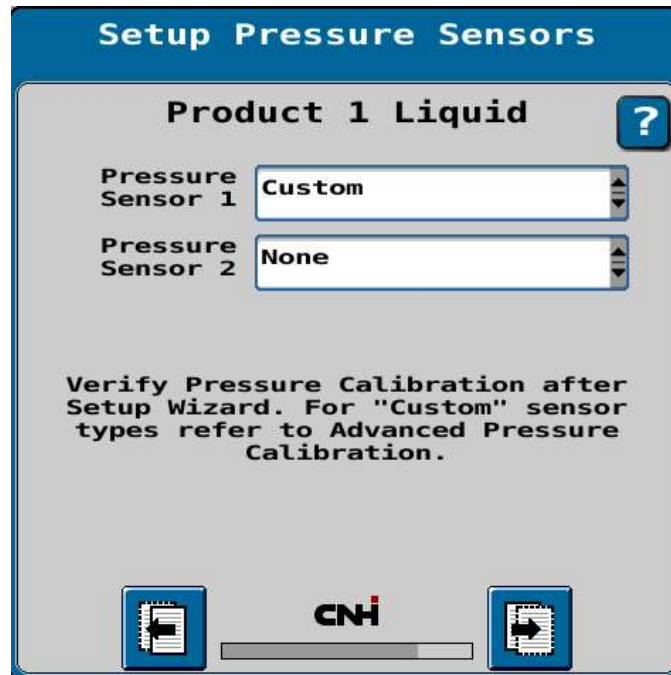 Setup Pressure Sensors
Product 1 Liquid
?
Pressure
Sensor 1
Custom
Pressure
Sensor 2
None
Verify Pressure Calibration after
Setup Wizard. For "Custom" sensor
types refer to Advanced Pressure
Calibration.
CNHi